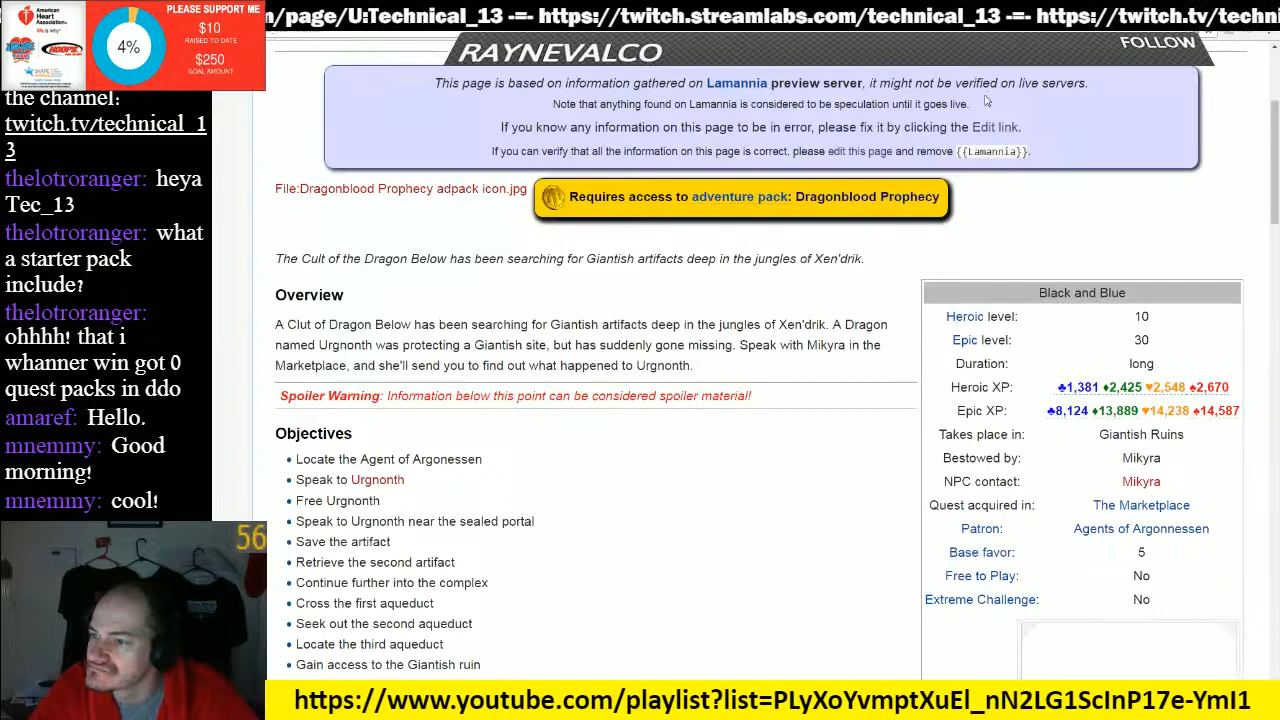 n/page/U:Technical_13 -=- https://twitch.streamlabs.com/technical_13 -=- https://twitch.tv/techni
American Heart Association
life is why
HOOPS
4%
PLEASE SUPPORT ME
$10
RAISED TO DATE
$250
GOAL AMOUNT
RAYNEVALCO
FOLLOW
the channel:
twitch.tv/technical_1
3
thelotroranger: heya
Tec_13
thelotroranger: what
a starter pack
include?
thelotroranger:
ohhhh! that i
whanner win got 0
quest packs in ddo
amaref: Hello.
mnemmy: Good
morning!
mnemmy: cool!
56
This page is based on information gathered on Lamannia preview server, it might not be verified on live servers.
Note that anything found on Lamannia is considered to be speculation until it goes live.
If you know any information on this page to be in error, please fix it by clicking the Edit link.
If you can verify that all the information on this page is correct, please edit this page and remove {{Lamannia}}.
File:Dragonblood Prophecy adpack icon.jpg
Requires access to adventure pack: Dragonblood Prophecy
The Cult of the Dragon Below has been searching for Giantish artifacts deep in the jungles of Xen'drik.
Overview
A Clut of Dragon Below has been searching for Giantish artifacts deep in the jungles of Xen'drik. A Dragon
named Urgnonth was protecting a Giantish site, but has suddenly gone missing. Speak with Mikyra in the
Marketplace, and she'll send you to find out what happened to Urgnonth.
Spoiler Warning: Information below this point can be considered spoiler material!
Objectives
Locate the Agent of Argonessen
Speak to Urgnonth
Free Urgnonth
Speak to Urgnonth near the sealed portal
Save the artifact
Retrieve the second artifact
Continue further into the complex
Cross the first aqueduct
Seek out the second aqueduct
Locate the third aqueduct
Gain access to the Giantish ruin
Black and Blue
Heroic level: 10
Epic level: 30
Duration: long
Heroic XP: ♣1,381 ♦2,425 ♥2,548 ♠2,670
Epic XP: ♣8,124 ♦13,889 ♥14,238 ♠14,587
Takes place in: Giantish Ruins
Bestowed by: Mikyra
NPC contact: Mikyra
Quest acquired in: The Marketplace
Patron: Agents of Argonnessen
Base favor: 5
Free to Play: No
Extreme Challenge: No
https://www.youtube.com/playlist?list=PLyXoYvmptXuEl_nN2LG1ScInP17e-YmI1